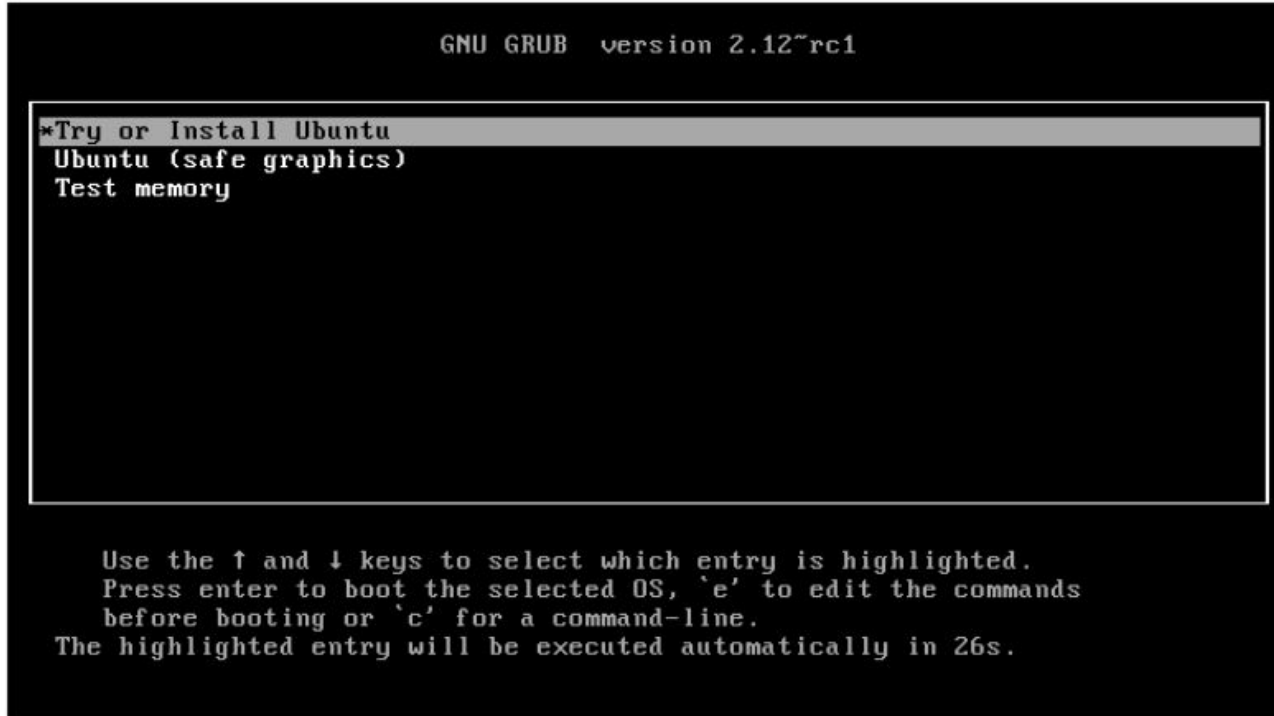 GNU GRUB version 2.12~rc1
*Try or Install Ubuntu
Ubuntu (safe graphics)
Test memory
Use the ↑ and ↓ keys to select which entry is highlighted.
Press enter to boot the selected OS, `e' to edit the commands
before booting or `c' for a command-line.
The highlighted entry will be executed automatically in 26s.